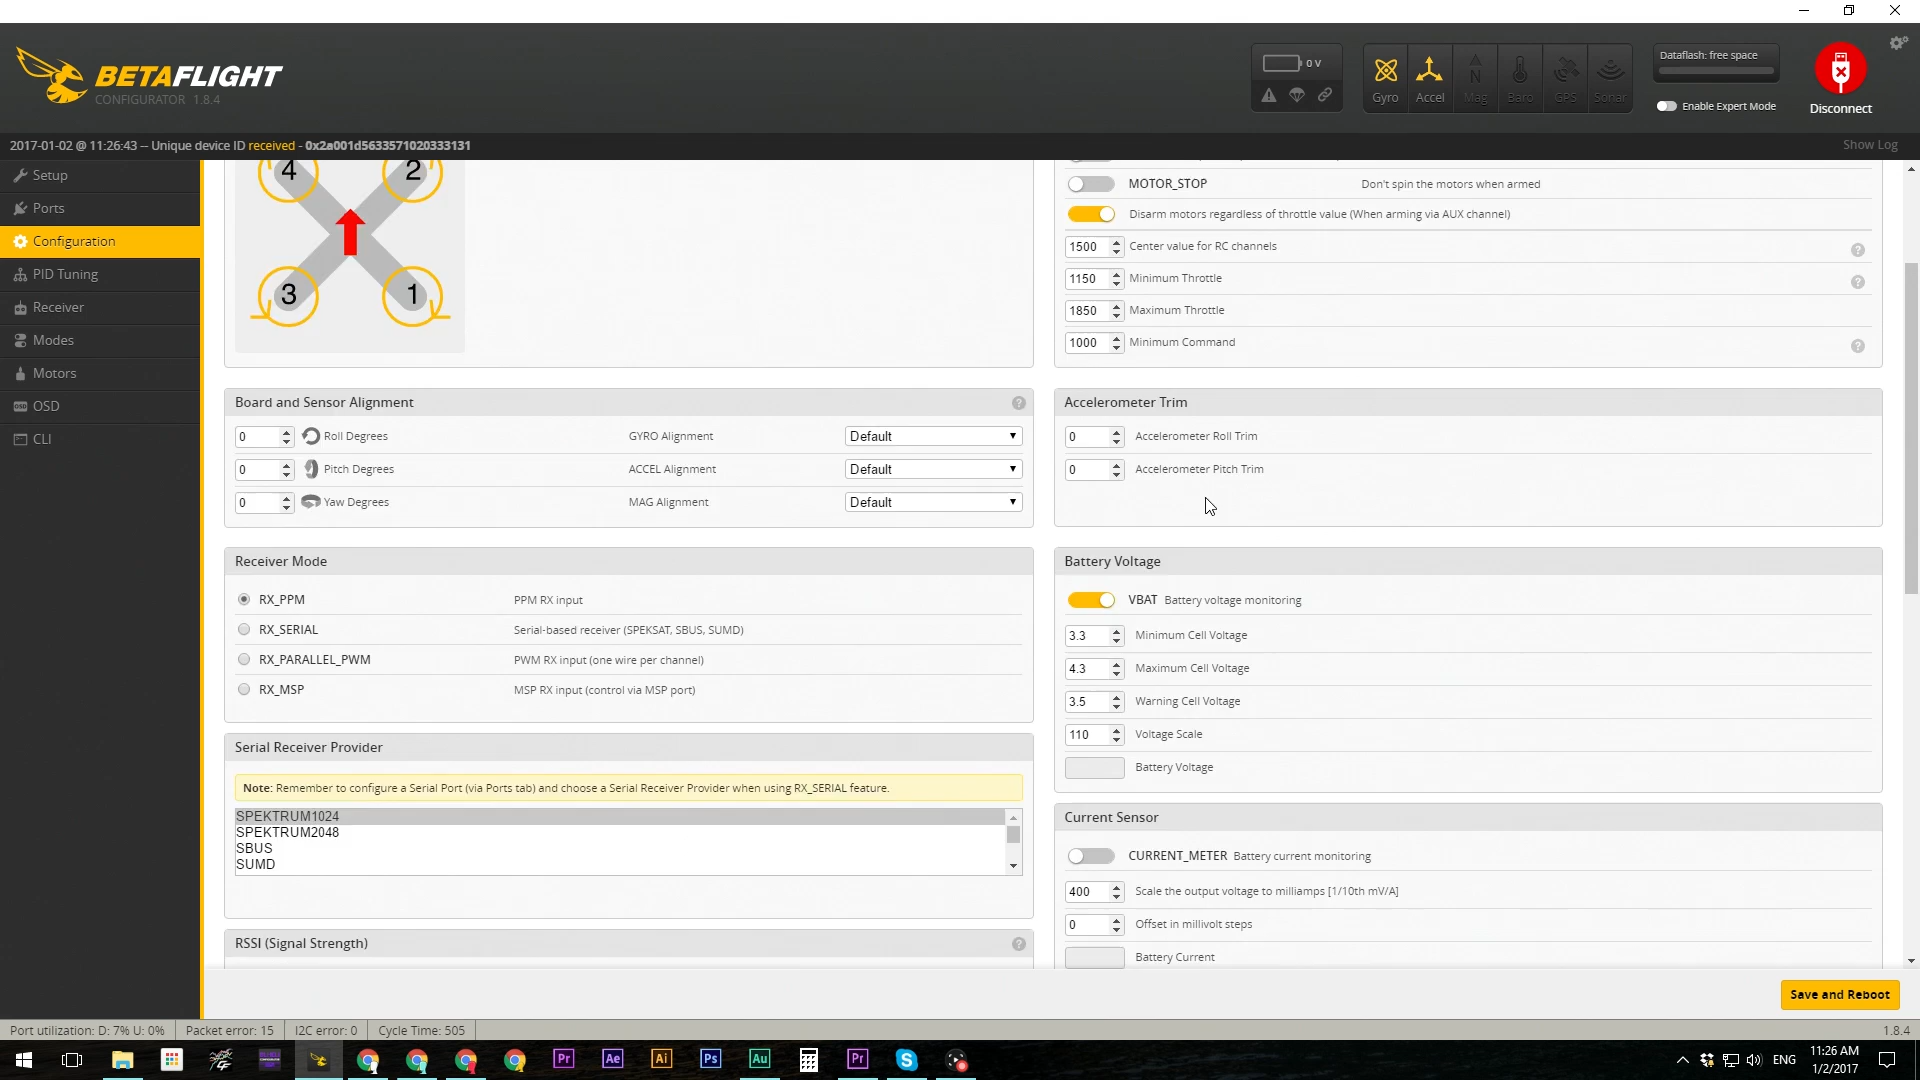 BETAFLIGHT
CONFIGURATOR 1.8.4
0 V
Gyro
Accel
Mag
Baro
GPS
Sonar
Dataflash: free space
Enable Expert Mode
Disconnect
2017-01-02 @ 11:26:43 -- Unique device ID received - 0x2a001d5633571020333131
Show Log
Setup
Ports
Configuration
PID Tuning
Receiver
Modes
Motors
OSD
CLI
4
2
3
1
MOTOR_STOP Don't spin the motors when armed
Disarm motors regardless of throttle value (When arming via AUX channel)
1500 Center value for RC channels ?
1150 Minimum Throttle ?
1850 Maximum Throttle
1000 Minimum Command ?
Board and Sensor Alignment ?
0 Roll Degrees GYRO Alignment Default
0 Pitch Degrees ACCEL Alignment Default
0 Yaw Degrees MAG Alignment Default
Accelerometer Trim
0 Accelerometer Roll Trim
0 Accelerometer Pitch Trim
Receiver Mode
RX_PPM PPM RX input
RX_SERIAL Serial-based receiver (SPEKSAT, SBUS, SUMD)
RX_PARALLEL_PWM PWM RX input (one wire per channel)
RX_MSP MSP RX input (control via MSP port)
Battery Voltage
VBAT Battery voltage monitoring
3.3 Minimum Cell Voltage
4.3 Maximum Cell Voltage
3.5 Warning Cell Voltage
110 Voltage Scale
Battery Voltage
Serial Receiver Provider
Note: Remember to configure a Serial Port (via Ports tab) and choose a Serial Receiver Provider when using RX_SERIAL feature.
SPEKTRUM1024
SPEKTRUM2048
SBUS
SUMD
Current Sensor
CURRENT_METER Battery current monitoring
400 Scale the output voltage to milliamps [1/10th mV/A]
0 Offset in millivolt steps
Battery Current
RSSI (Signal Strength) ?
Save and Reboot
Port utilization: D: 7% U: 0% Packet error: 15 I2C error: 0 Cycle Time: 505
1.8.4
Pr
Ae
Ai
Ps
Au
Pr
ENG
11:26 AM
1/2/2017